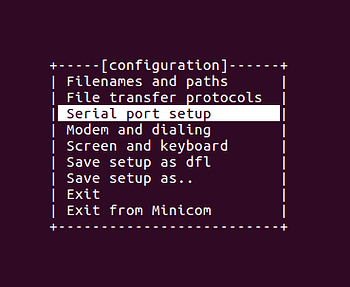 +-----[configuration]------+
| Filenames and paths      |
| File transfer protocols  |
| Serial port setup        |
| Modem and dialing        |
| Screen and keyboard      |
| Save setup as dfl        |
| Save setup as..          |
| Exit                     |
| Exit from Minicom        |
+--------------------------+